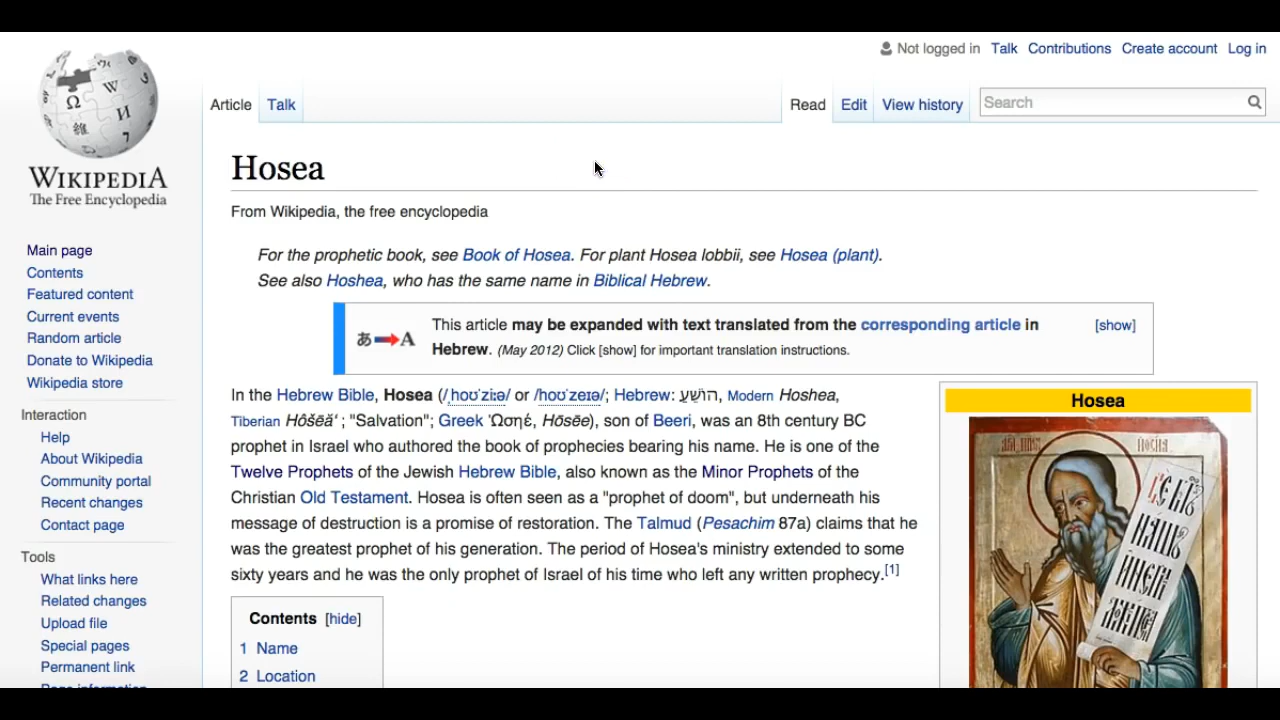 Not logged in Talk Contributions Create account Log in
Article Talk Read Edit View history Search
WIKIPEDIA
The Free Encyclopedia
Main page
Contents
Featured content
Current events
Random article
Donate to Wikipedia
Wikipedia store
Interaction
Help
About Wikipedia
Community portal
Recent changes
Contact page
Tools
What links here
Related changes
Upload file
Special pages
Permanent link
Page information
Hosea
From Wikipedia, the free encyclopedia
For the prophetic book, see Book of Hosea. For plant Hosea lobbii, see Hosea (plant).
See also Hoshea, who has the same name in Biblical Hebrew.
あ A This article may be expanded with text translated from the corresponding article in [show]
Hebrew. (May 2012) Click [show] for important translation instructions.
In the Hebrew Bible, Hosea (/ˌhoʊˈziːə/ or /hoʊˈzeɪə/; Hebrew: הוֹשֵׁעַ, Modern Hoshea,
Tiberian Hôšēăʻ ; "Salvation"; Greek Ὠσηέ, Hōsēe), son of Beeri, was an 8th century BC
prophet in Israel who authored the book of prophecies bearing his name. He is one of the
Twelve Prophets of the Jewish Hebrew Bible, also known as the Minor Prophets of the
Christian Old Testament. Hosea is often seen as a "prophet of doom", but underneath his
message of destruction is a promise of restoration. The Talmud (Pesachim 87a) claims that he
was the greatest prophet of his generation. The period of Hosea's ministry extended to some
sixty years and he was the only prophet of Israel of his time who left any written prophecy.[1]
Contents [hide]
1 Name
2 Location
Hosea